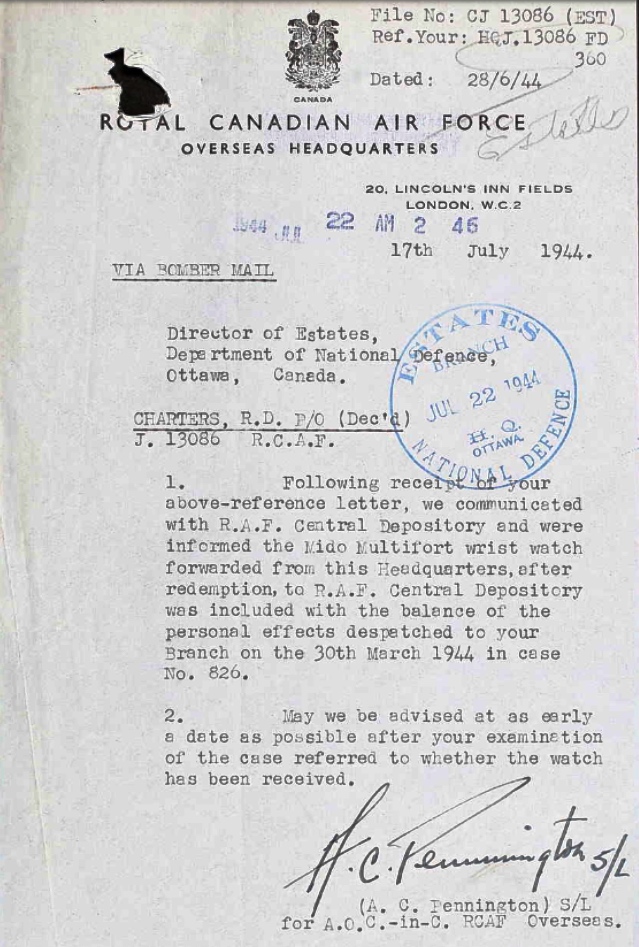 File No: CJ 13086 (EST)
Ref.Your: HQJ.13086 FD
360
Dated: 28/6/44
CANADA
ROYAL CANADIAN AIR FORCE
Estates
OVERSEAS HEADQUARTERS
20, LINCOLN'S INN FIELDS
LONDON, W.C.2
1944 JUL 22 AM 2 46
17th July 1944.
VIA BOMBER MAIL
Director of Estates,
Department of National Defence,
Ottawa, Canada.
ESTATES
BRANCH
JUL 22 1944
H. Q.
OTTAWA
NATIONAL DEFENCE
CHARTERS, R.D. P/O (Dec'd)
J. 13086 R.C.A.F.
1. Following receipt of your
above-reference letter, we communicated
with R.A.F. Central Depository and were
informed the Mido Multifort wrist watch
forwarded from this Headquarters, after
redemption, to R.A.F. Central Depository
was included with the balance of the
personal effects despatched to your
Branch on the 30th March 1944 in case
No. 826.
2. May we be advised at as early
a date as possible after your examination
of the case referred to whether the watch
has been received.
A. C. Pennington S/L
(A. C. Pennington) S/L
for A.O.C.-in-C. RCAF Overseas.